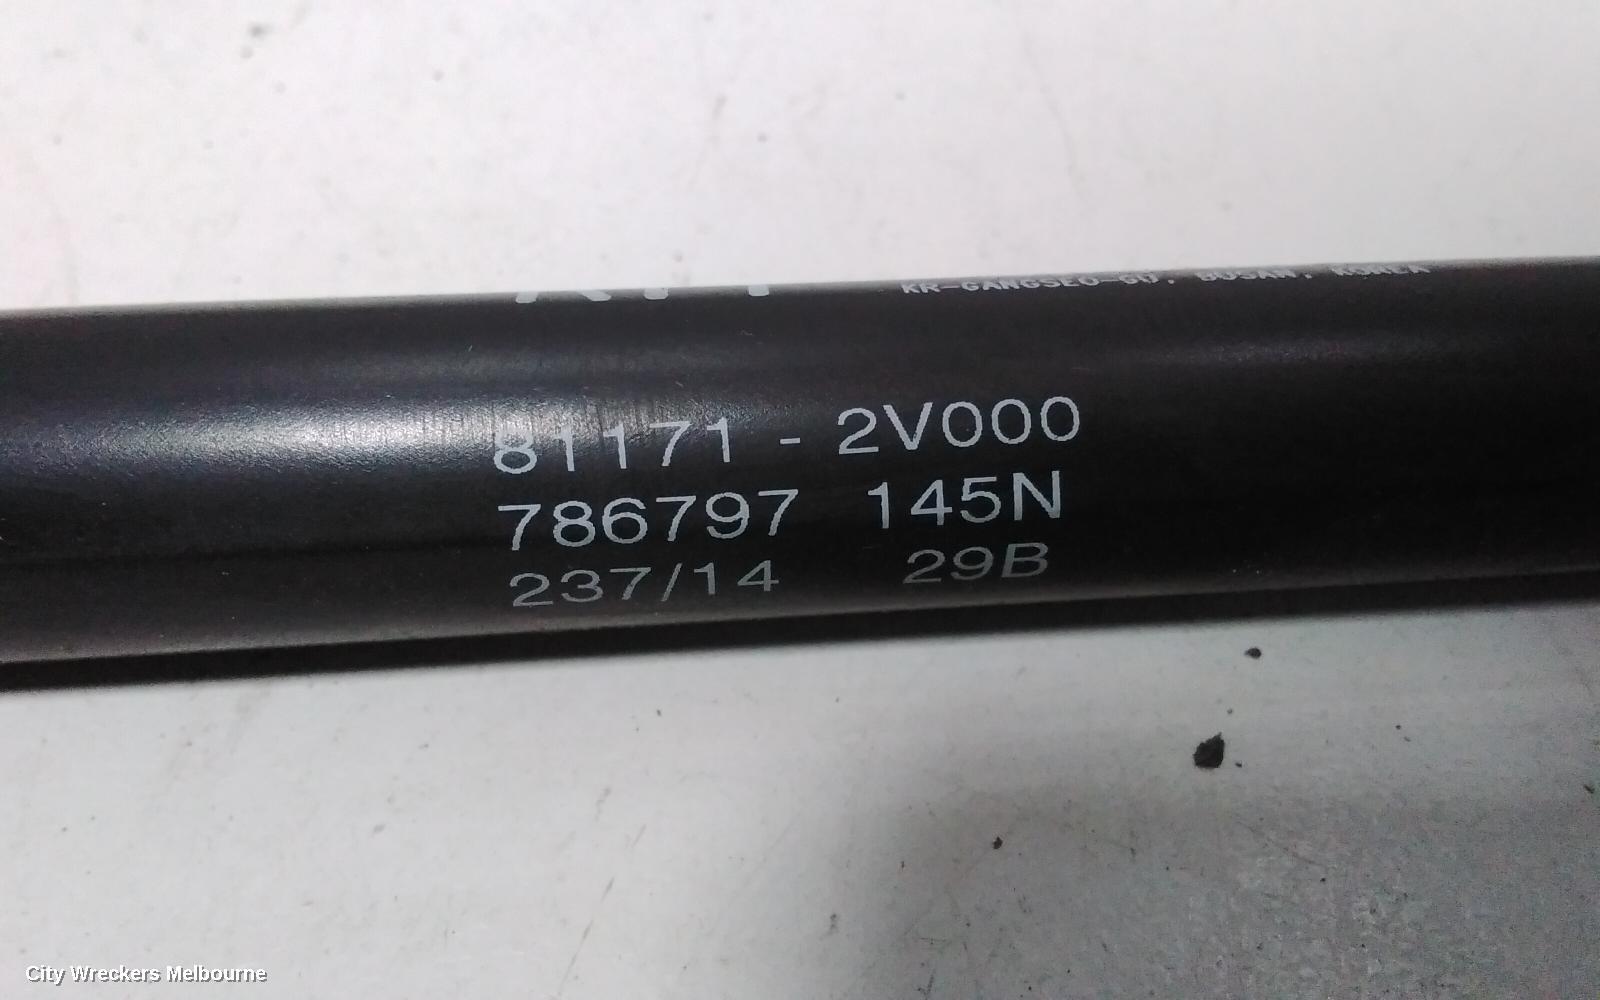 KR-GANGSEO-GU, BUSAN, KOREA
81171 - 2V000
786797 145N
237/14 29B
City Wreckers Melbourne